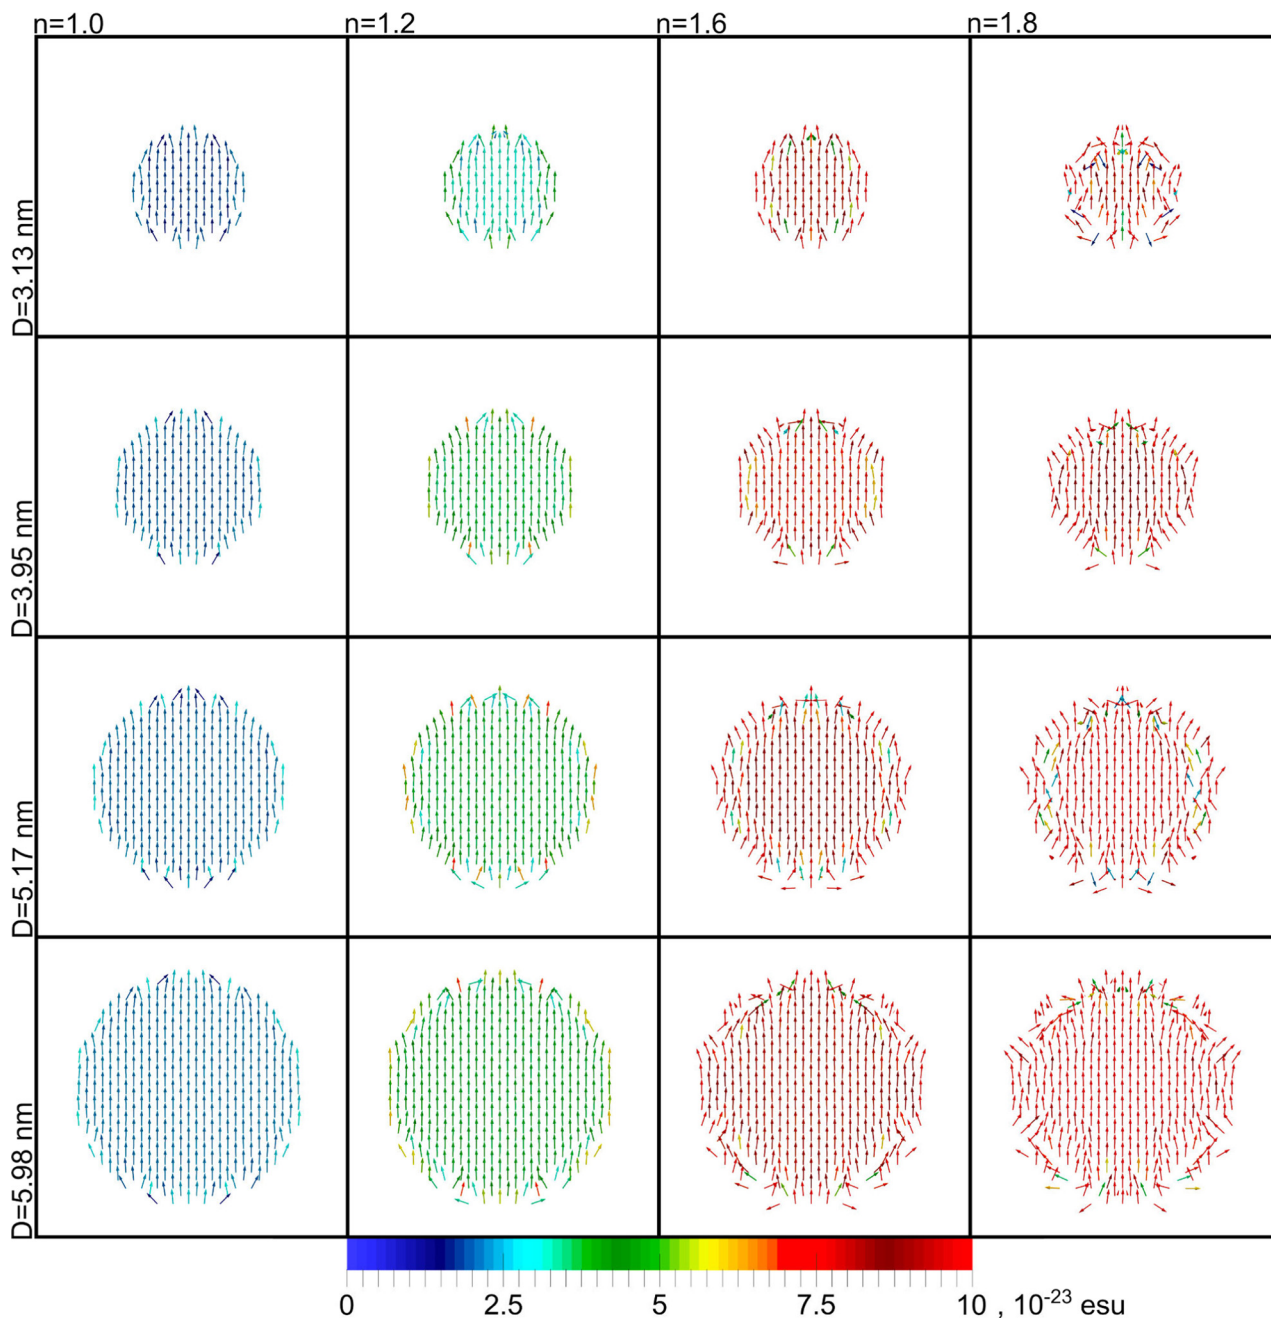 n=1.0
n=1.2
n=1.6
n=1.8
D=3.13 nm
D=3.95 nm
D=5.17 nm
D=5.98 nm
0 2.5 5 7.5 10 , 10⁻²³ esu